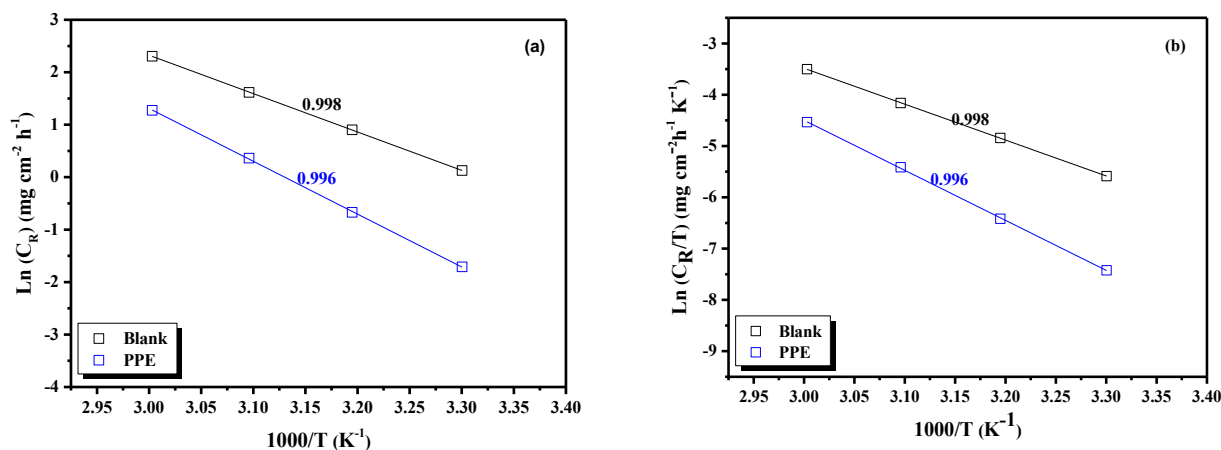 (a)
Ln (C_R) (mg cm⁻² h⁻¹)
3
2
1
0
-1
-2
-3
-4
0.998
0.996
Blank
PPE
2.95 3.00 3.05 3.10 3.15 3.20 3.25 3.30 3.35 3.40
1000/T (K⁻¹)
(b)
Ln (C_R/T) (mg cm⁻²h⁻¹ K⁻¹)
-3
-4
-5
-6
-7
-8
-9
0.998
0.996
Blank
PPE
2.95 3.00 3.05 3.10 3.15 3.20 3.25 3.30 3.35 3.40
1000/T (K⁻¹)